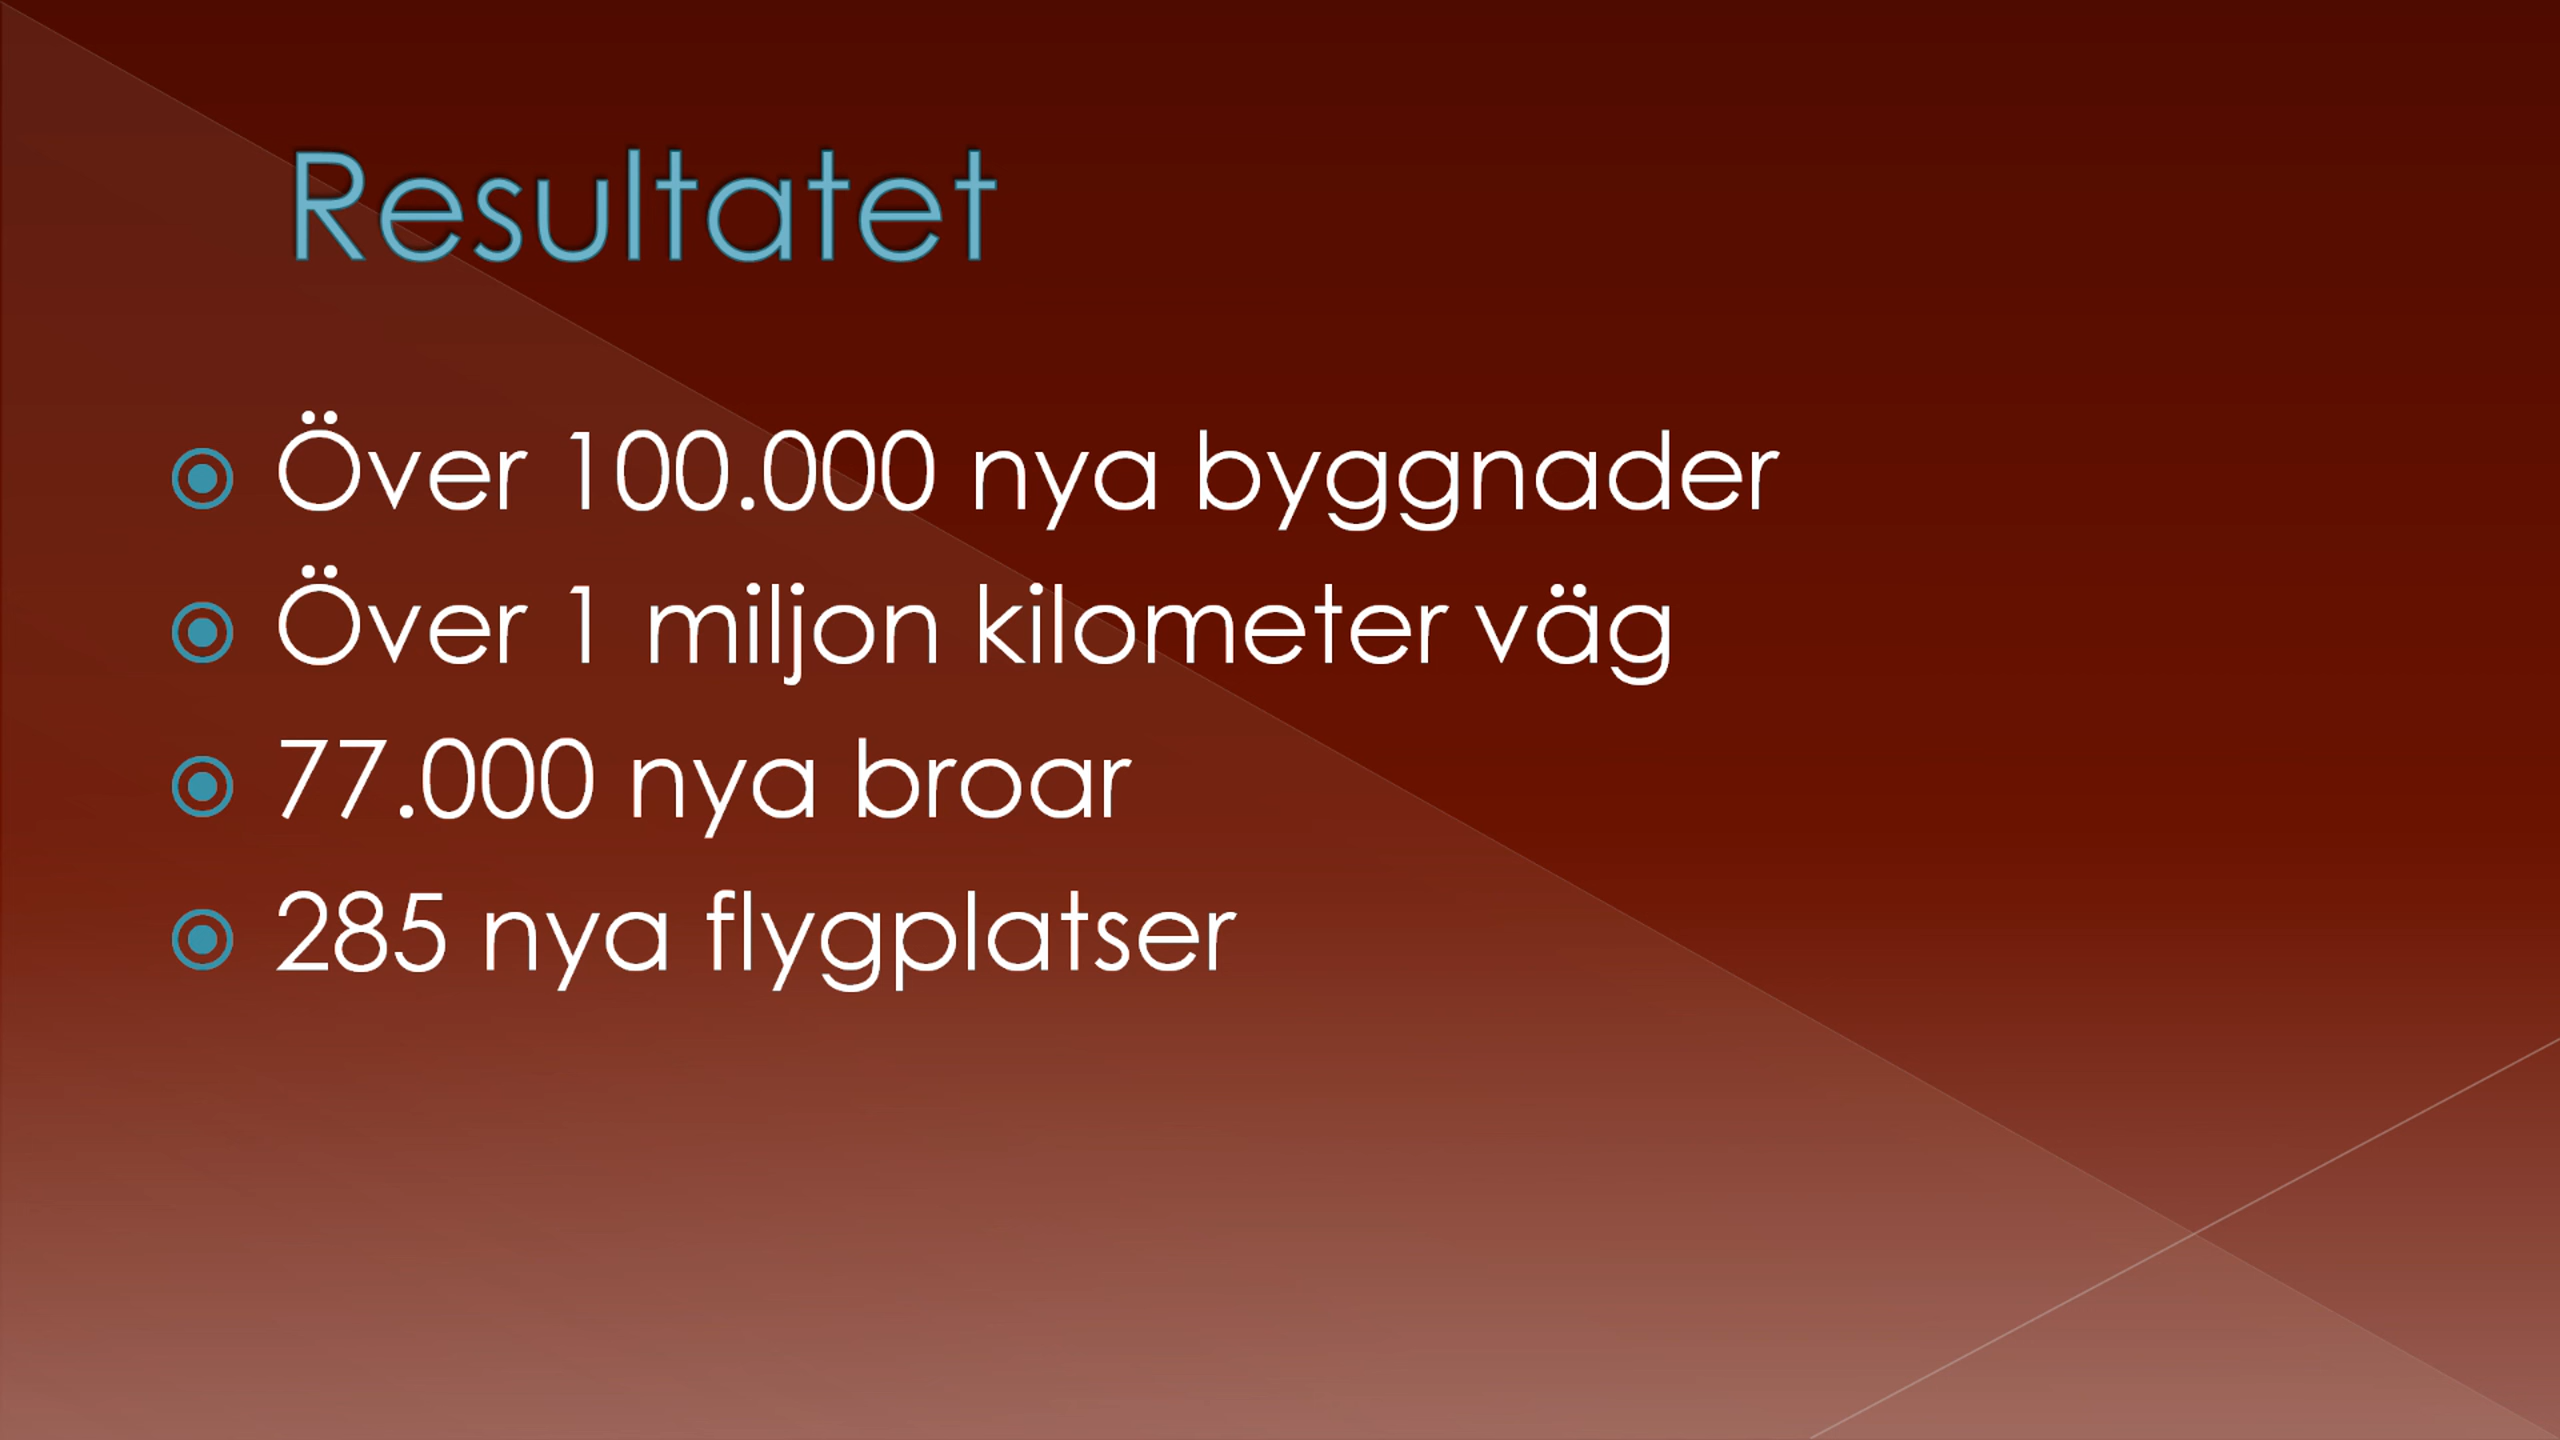 Resultatet
Över 100.000 nya byggnader
Över 1 miljon kilometer väg
77.000 nya broar
285 nya flygplatser